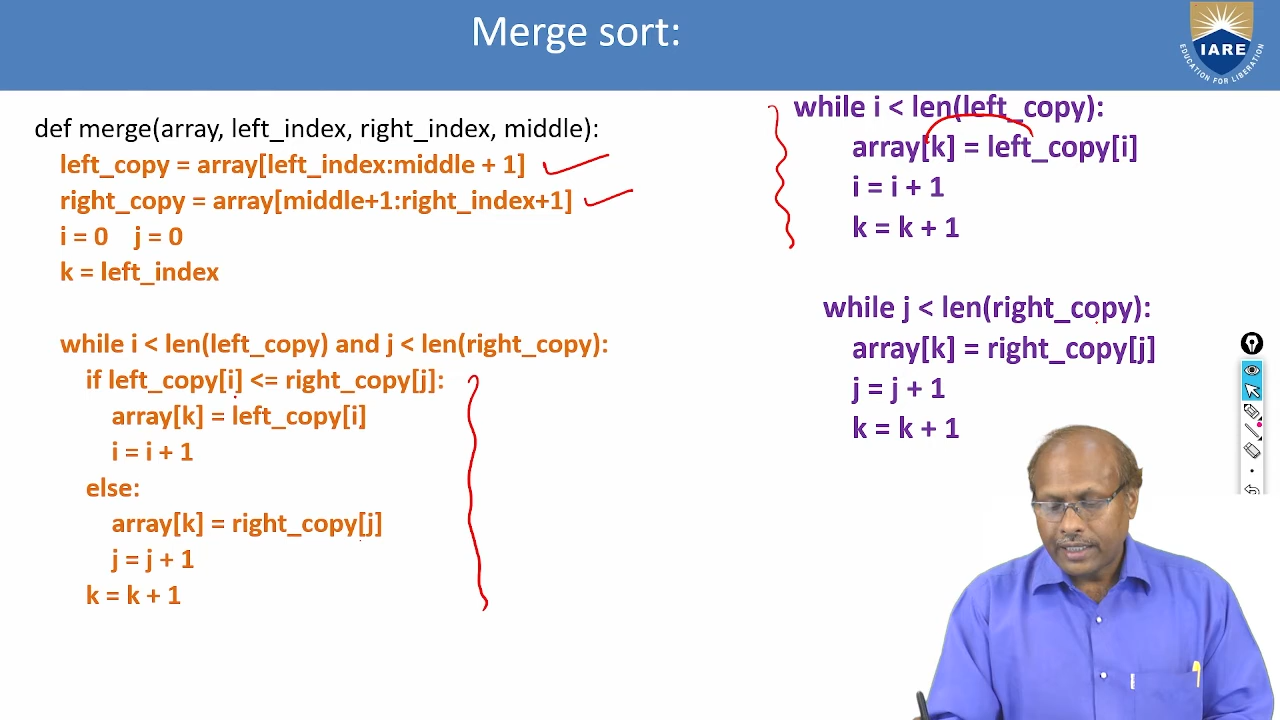 Merge sort:
IARE
EDUCATION FOR LIBERATION
def merge(array, left_index, right_index, middle):
left_copy = array[left_index:middle + 1]
right_copy = array[middle+1:right_index+1]
i = 0 j = 0
k = left_index
while i < len(left_copy) and j < len(right_copy):
if left_copy[i] <= right_copy[j]:
array[k] = left_copy[i]
i = i + 1
else:
array[k] = right_copy[j]
j = j + 1
k = k + 1
while i < len(left_copy):
array[k] = left_copy[i]
i = i + 1
k = k + 1
while j < len(right_copy):
array[k] = right_copy[j]
j = j + 1
k = k + 1